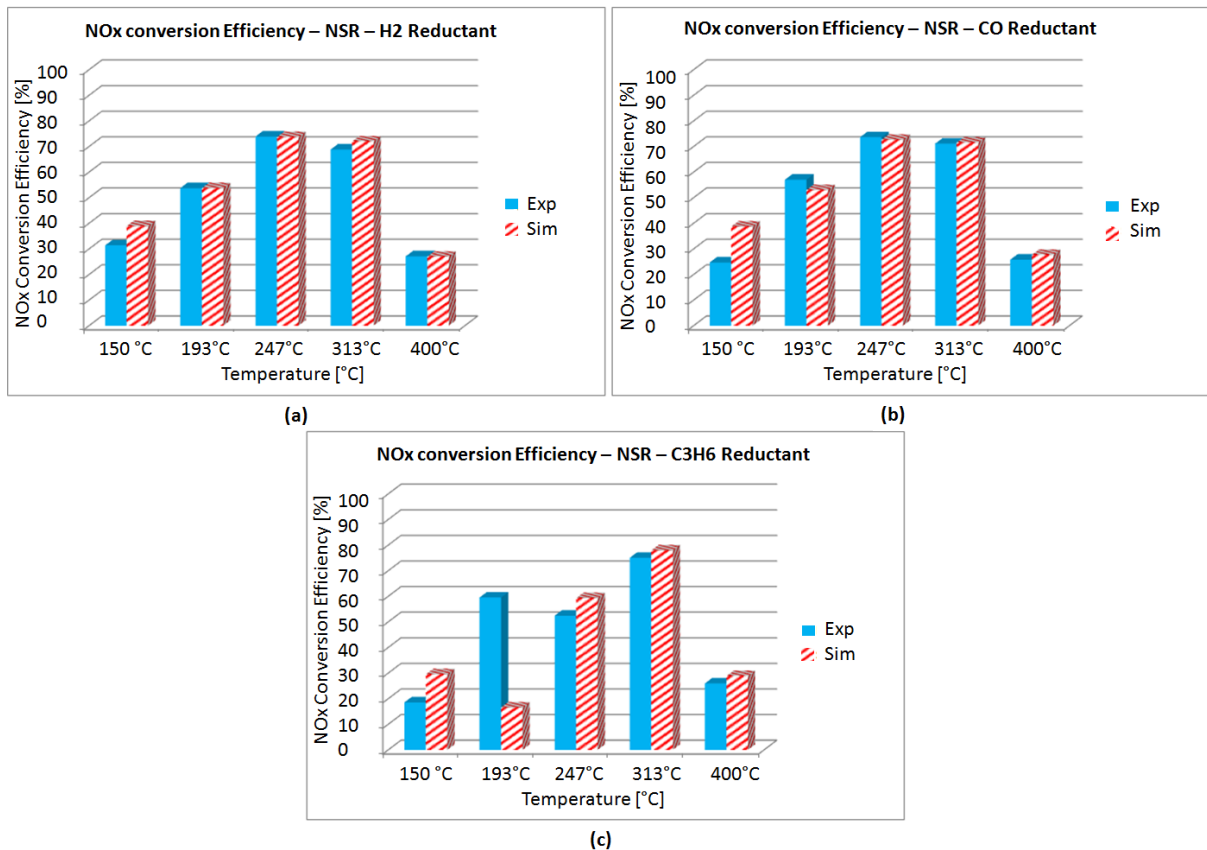 NOx conversion Efficiency – NSR – H2 Reductant
NOx Conversion Efficiency [%]
100
90
80
70
60
50
40
30
20
10
0
150 °C 193°C 247°C 313°C 400°C
Temperature [°C]
Exp
Sim
(a)
NOx conversion Efficiency – NSR – CO Reductant
NOx Conversion Efficiency [%]
100
90
80
70
60
50
40
30
20
10
0
150 °C 193°C 247°C 313°C 400°C
Temperature [°C]
Exp
Sim
(b)
NOx conversion Efficiency – NSR – C3H6 Reductant
NOx Conversion Efficiency [%]
100
90
80
70
60
50
40
30
20
10
0
150 °C 193°C 247°C 313°C 400°C
Temperature [°C]
Exp
Sim
(c)